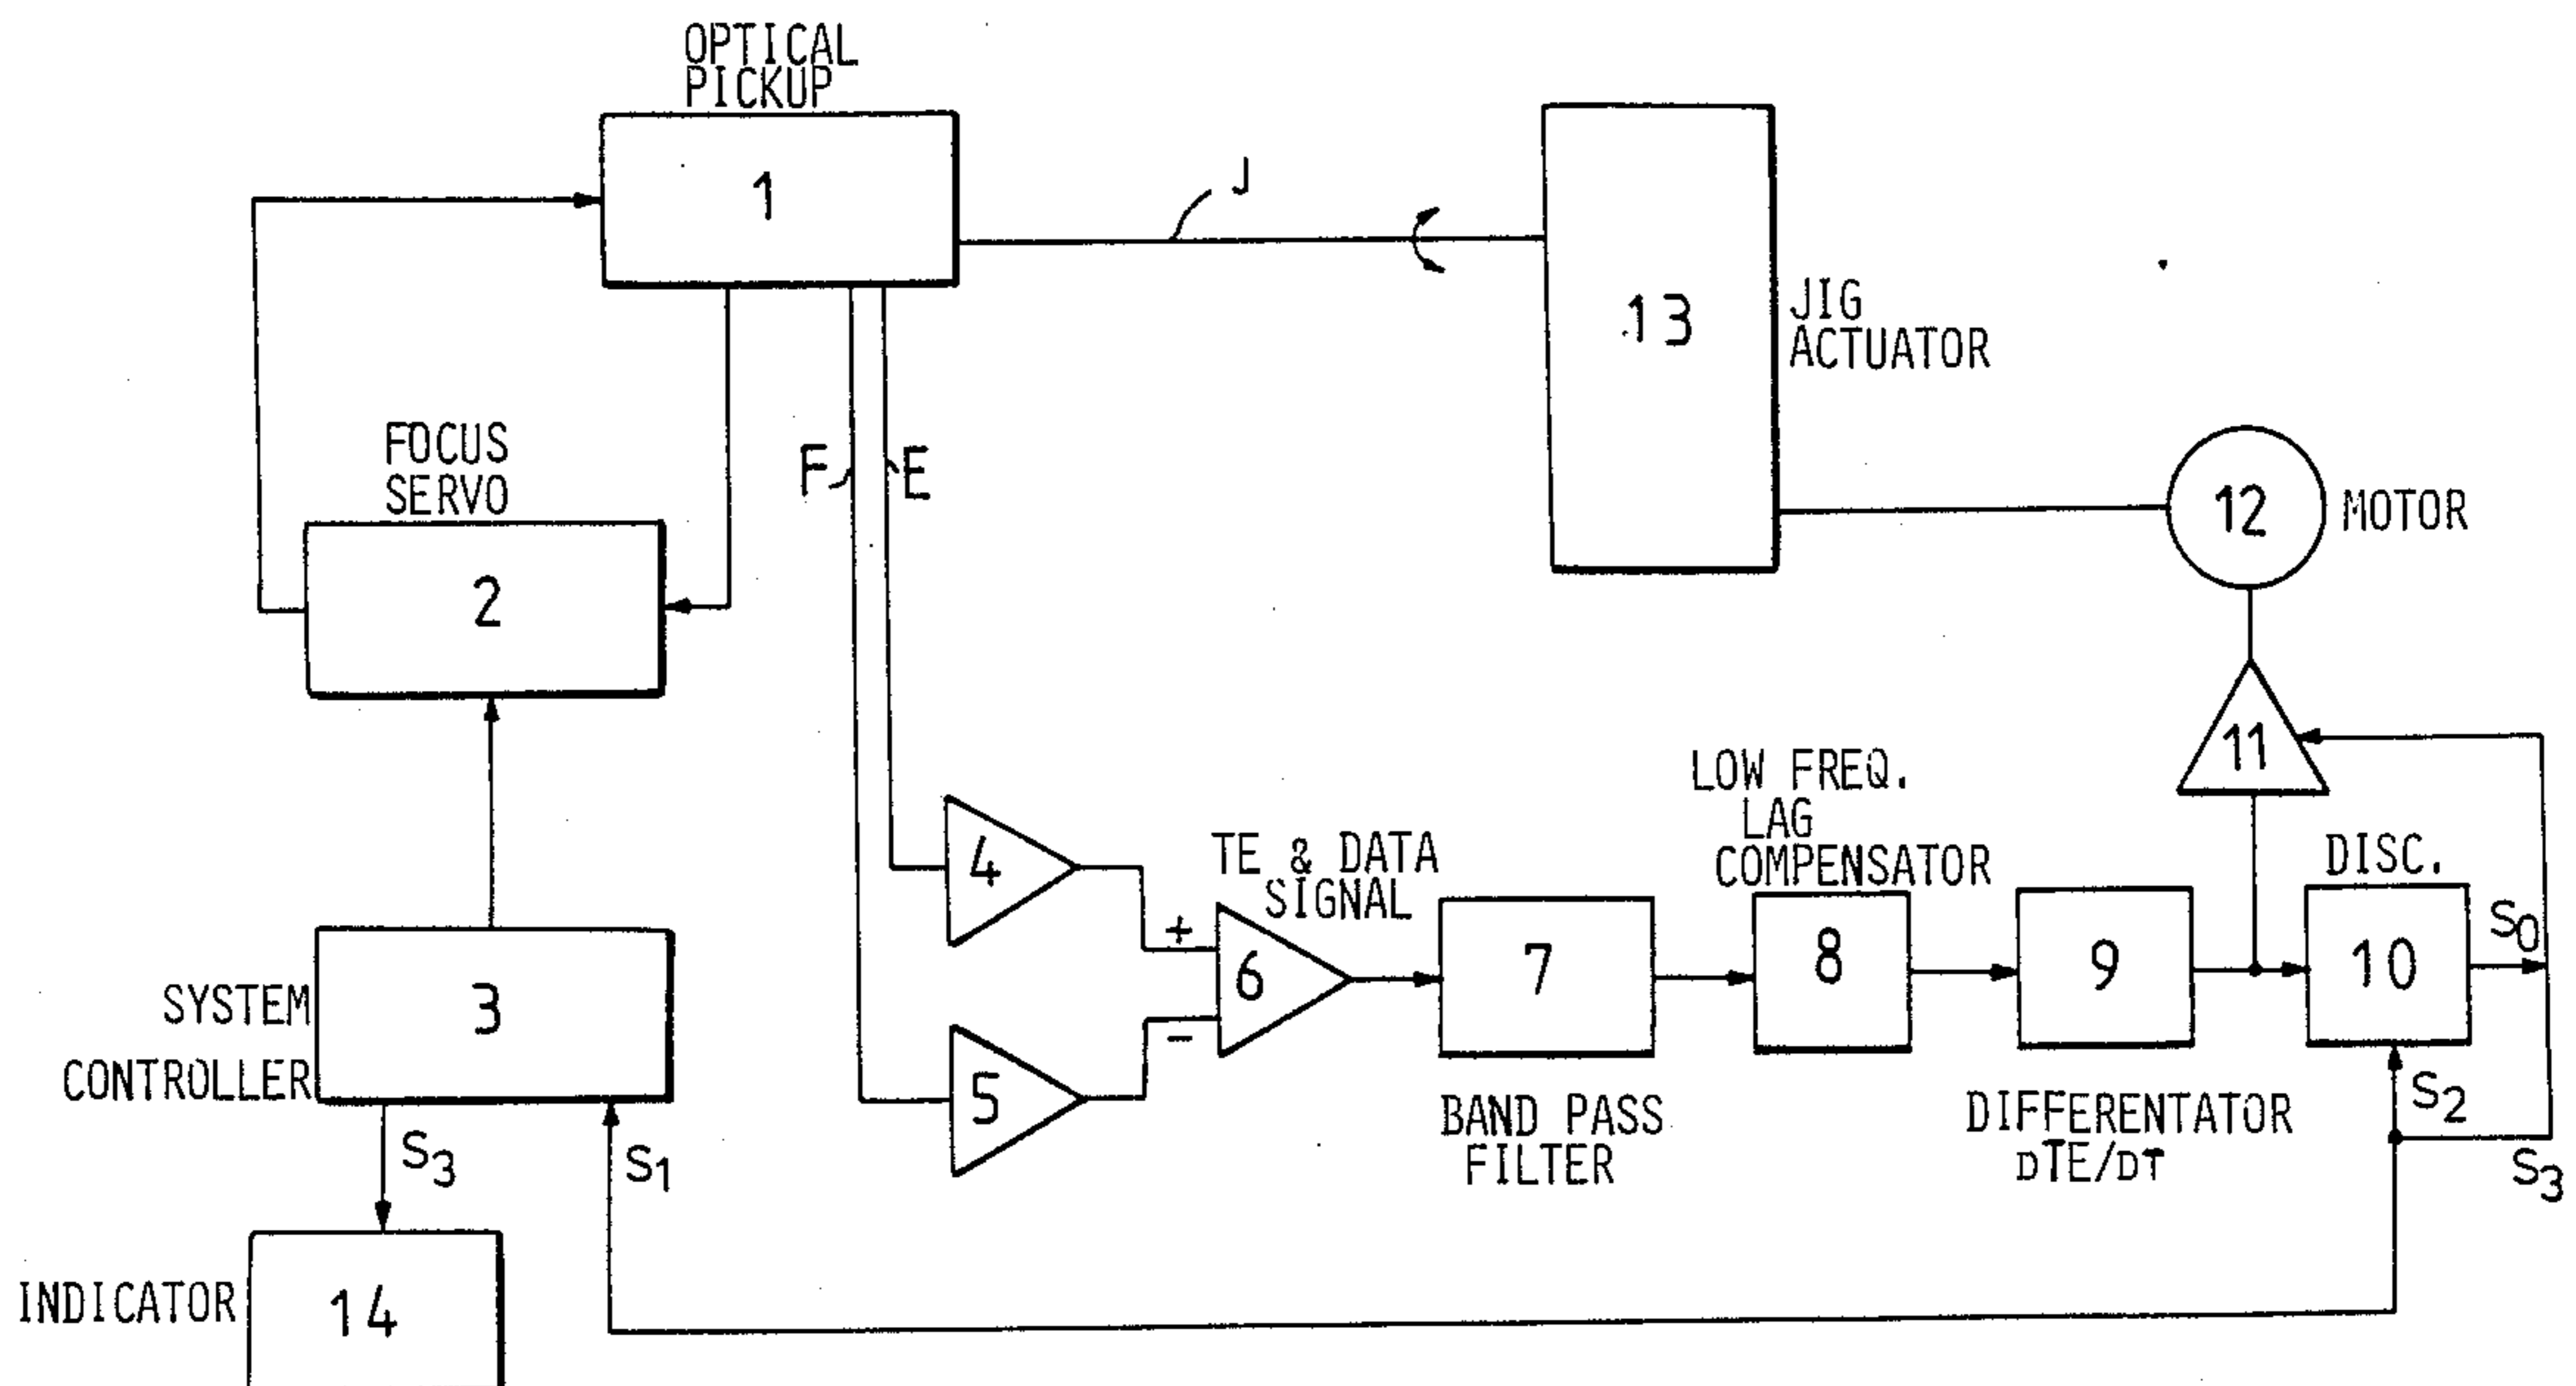 OPTICAL
PICKUP
1
J
13
JIG
ACTUATOR
FOCUS
SERVO
2
F
E
12
MOTOR
11
LOW FREQ.
LAG
COMPENSATOR
4
TE & DATA
SIGNAL
DISC.
+
6
-
7
8
9
10
S0
SYSTEM
CONTROLLER
3
5
BAND PASS
FILTER
DIFFERENTATOR
DTE/DT
S2
S3
S3
S1
INDICATOR
14